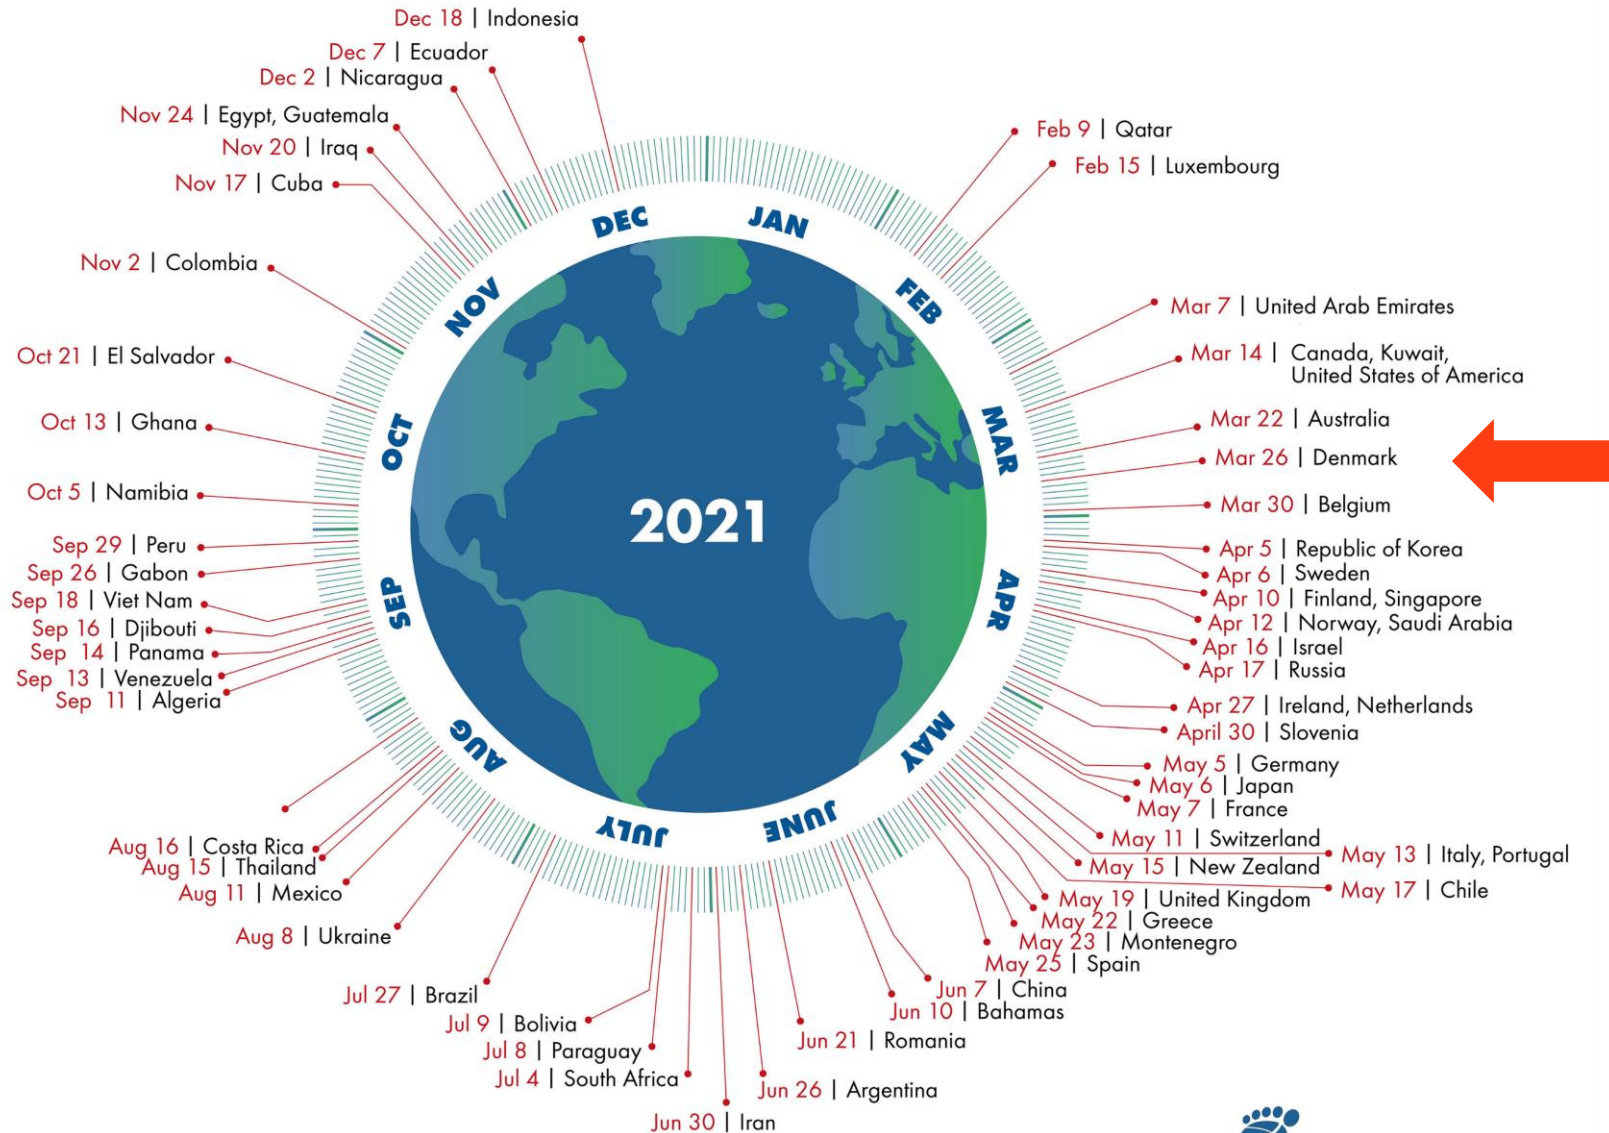 Dec 18 | Indonesia
Dec 7 | Ecuador
Dec 2 | Nicaragua
Nov 24 | Egypt, Guatemala
Nov 20 | Iraq
Nov 17 | Cuba
Nov 2 | Colombia
Oct 21 | El Salvador
Oct 13 | Ghana
Oct 5 | Namibia
Sep 29 | Peru
Sep 26 | Gabon
Sep 18 | Viet Nam
Sep 16 | Djibouti
Sep 14 | Panama
Sep 13 | Venezuela
Sep 11 | Algeria
Aug 16 | Costa Rica
Aug 15 | Thailand
Aug 11 | Mexico
Aug 8 | Ukraine
Jul 27 | Brazil
Jul 9 | Bolivia
Jul 8 | Paraguay
Jul 4 | South Africa
Jun 30 | Iran
Feb 9 | Qatar
Feb 15 | Luxembourg
Mar 7 | United Arab Emirates
Mar 14 | Canada, Kuwait,
United States of America
Mar 22 | Australia
Mar 26 | Denmark
Mar 30 | Belgium
Apr 5 | Republic of Korea
Apr 6 | Sweden
Apr 10 | Finland, Singapore
Apr 12 | Norway, Saudi Arabia
Apr 16 | Israel
Apr 17 | Russia
Apr 27 | Ireland, Netherlands
April 30 | Slovenia
May 5 | Germany
May 6 | Japan
May 7 | France
May 11 | Switzerland
May 13 | Italy, Portugal
May 15 | New Zealand
May 17 | Chile
May 19 | United Kingdom
May 22 | Greece
May 23 | Montenegro
May 25 | Spain
Jun 7 | China
Jun 10 | Bahamas
Jun 21 | Romania
Jun 26 | Argentina
JAN
FEB
MAR
APR
MAY
JUNE
JULY
AUG
SEP
OCT
NOV
DEC
2021